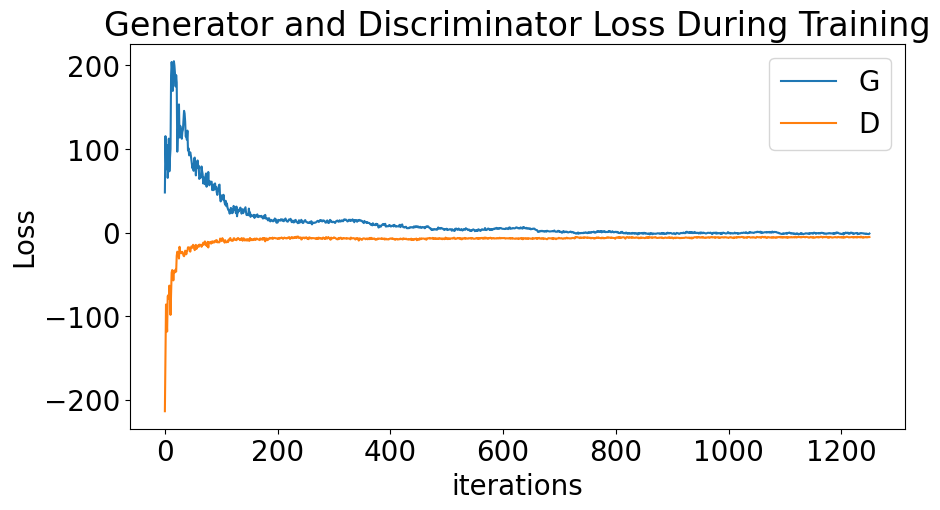 Generator and Discriminator Loss During Training
G
D
200
100
0
−100
−200
Loss
0 200 400 600 800 1000 1200
iterations